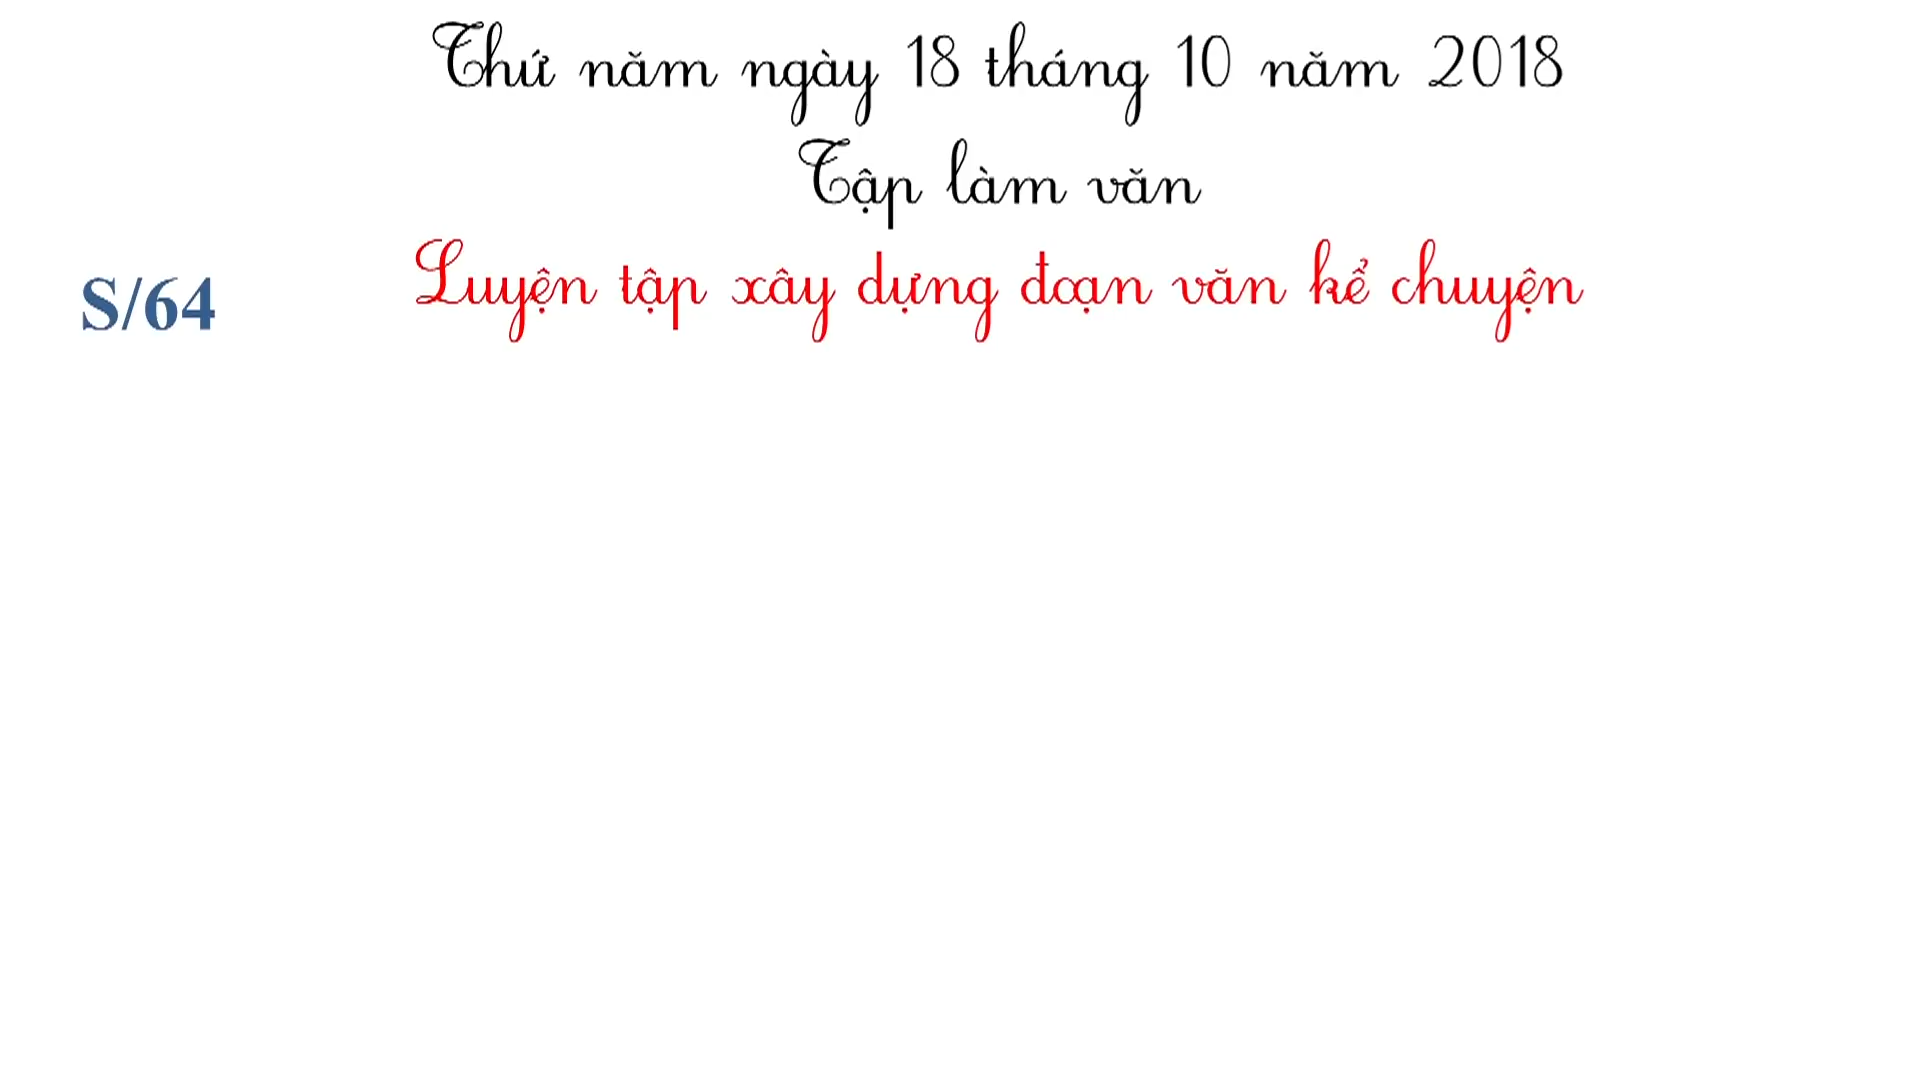 Thứ năm ngày 18 tháng 10 năm 2018
Tập làm văn
Luyện tập xây dựng đoạn văn kể chuyện
S/64